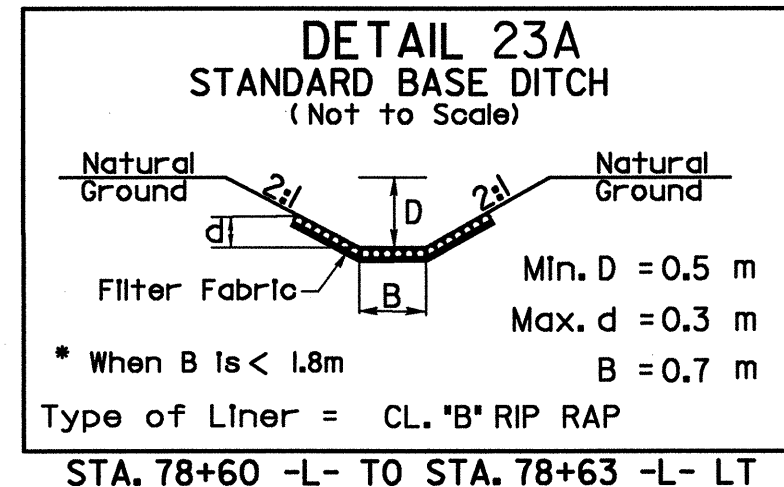 DETAIL 23A
STANDARD BASE DITCH
(Not to Scale)
Natural
Ground
2:1
D
2:1
Natural
Ground
d
Filter Fabric
B
Min. D = 0.5 m
Max. d = 0.3 m
* When B is < 1.8m
B = 0.7 m
Type of Liner = CL. "B" RIP RAP
STA. 78+60 -L- TO STA. 78+63 -L- LT